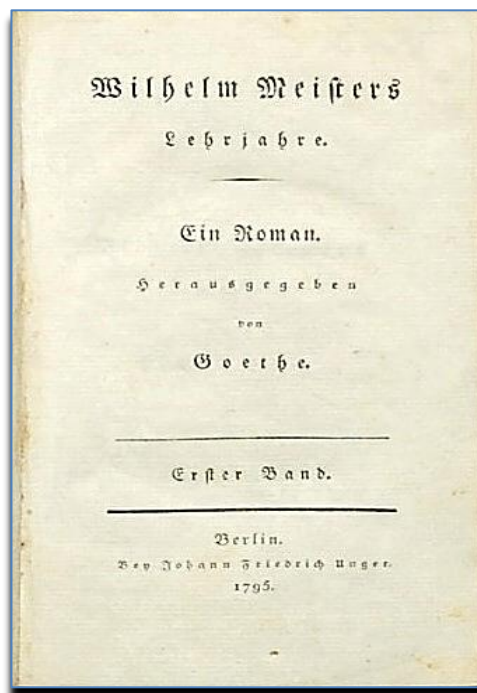 Wilhelm Meiſters
Lehrjahre.
Ein Roman.
Herausgegeben
von
Goethe.
Erſter Band.
Berlin.
Bey Johann Friedrich Unger.
1795.